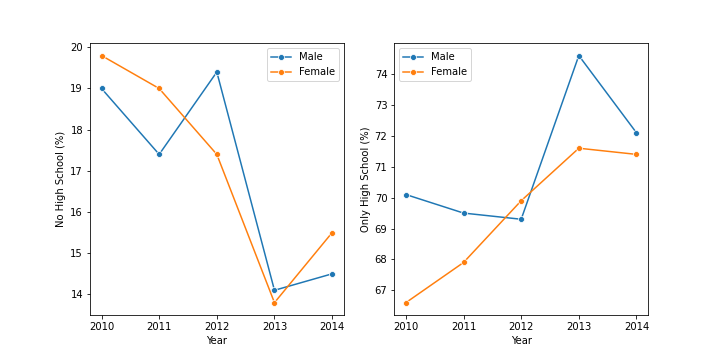 No High School (%)
20
19
18
17
16
15
14
2010 2011 2012 2013 2014
Year
Male
Female
Only High School (%)
74
73
72
71
70
69
68
67
2010 2011 2012 2013 2014
Year
Male
Female